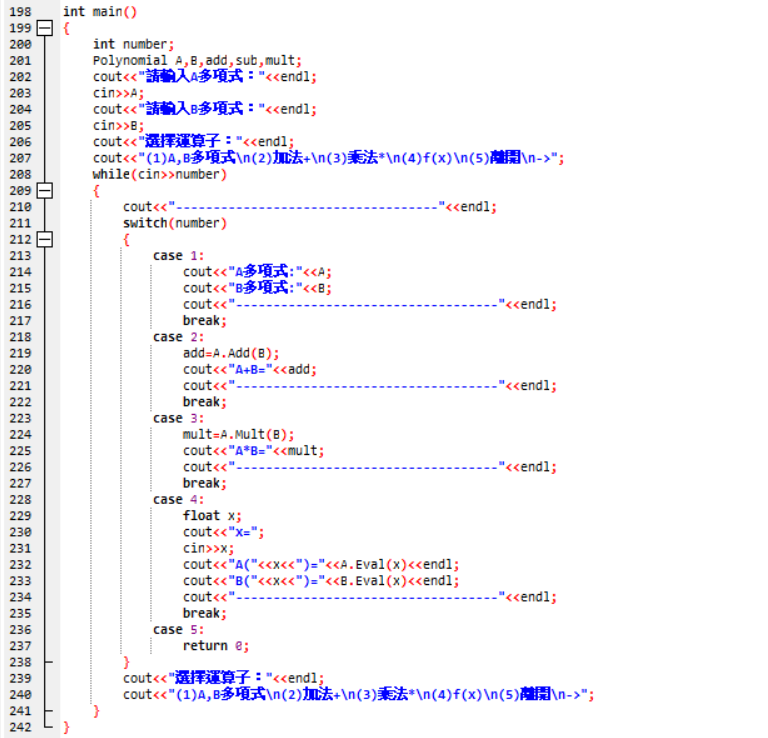 198 int main()
199 {
200 int number;
201 Polynomial A,B,add,sub,mult;
202 cout<<"請輸入A多項式："<<endl;
203 cin>>A;
204 cout<<"請輸入B多項式："<<endl;
205 cin>>B;
206 cout<<"選擇運算子："<<endl;
207 cout<<"(1)A,B多項式\n(2)加法+\n(3)乘法*\n(4)f(x)\n(5)離開\n->";
208 while(cin>>number)
209 {
210 cout<<"-----------------------------------"<<endl;
211 switch(number)
212 {
213 case 1:
214 cout<<"A多項式:"<<A;
215 cout<<"B多項式:"<<B;
216 cout<<"-----------------------------------"<<endl;
217 break;
218 case 2:
219 add=A.Add(B);
220 cout<<"A+B="<<add;
221 cout<<"-----------------------------------"<<endl;
222 break;
223 case 3:
224 mult=A.Mult(B);
225 cout<<"A*B="<<mult;
226 cout<<"-----------------------------------"<<endl;
227 break;
228 case 4:
229 float x;
230 cout<<"x=";
231 cin>>x;
232 cout<<"A("<<x<<")="<<A.Eval(x)<<endl;
233 cout<<"B("<<x<<")="<<B.Eval(x)<<endl;
234 cout<<"-----------------------------------"<<endl;
235 break;
236 case 5:
237 return 0;
238 }
239 cout<<"選擇運算子："<<endl;
240 cout<<"(1)A,B多項式\n(2)加法+\n(3)乘法*\n(4)f(x)\n(5)離開\n->";
241 }
242 }